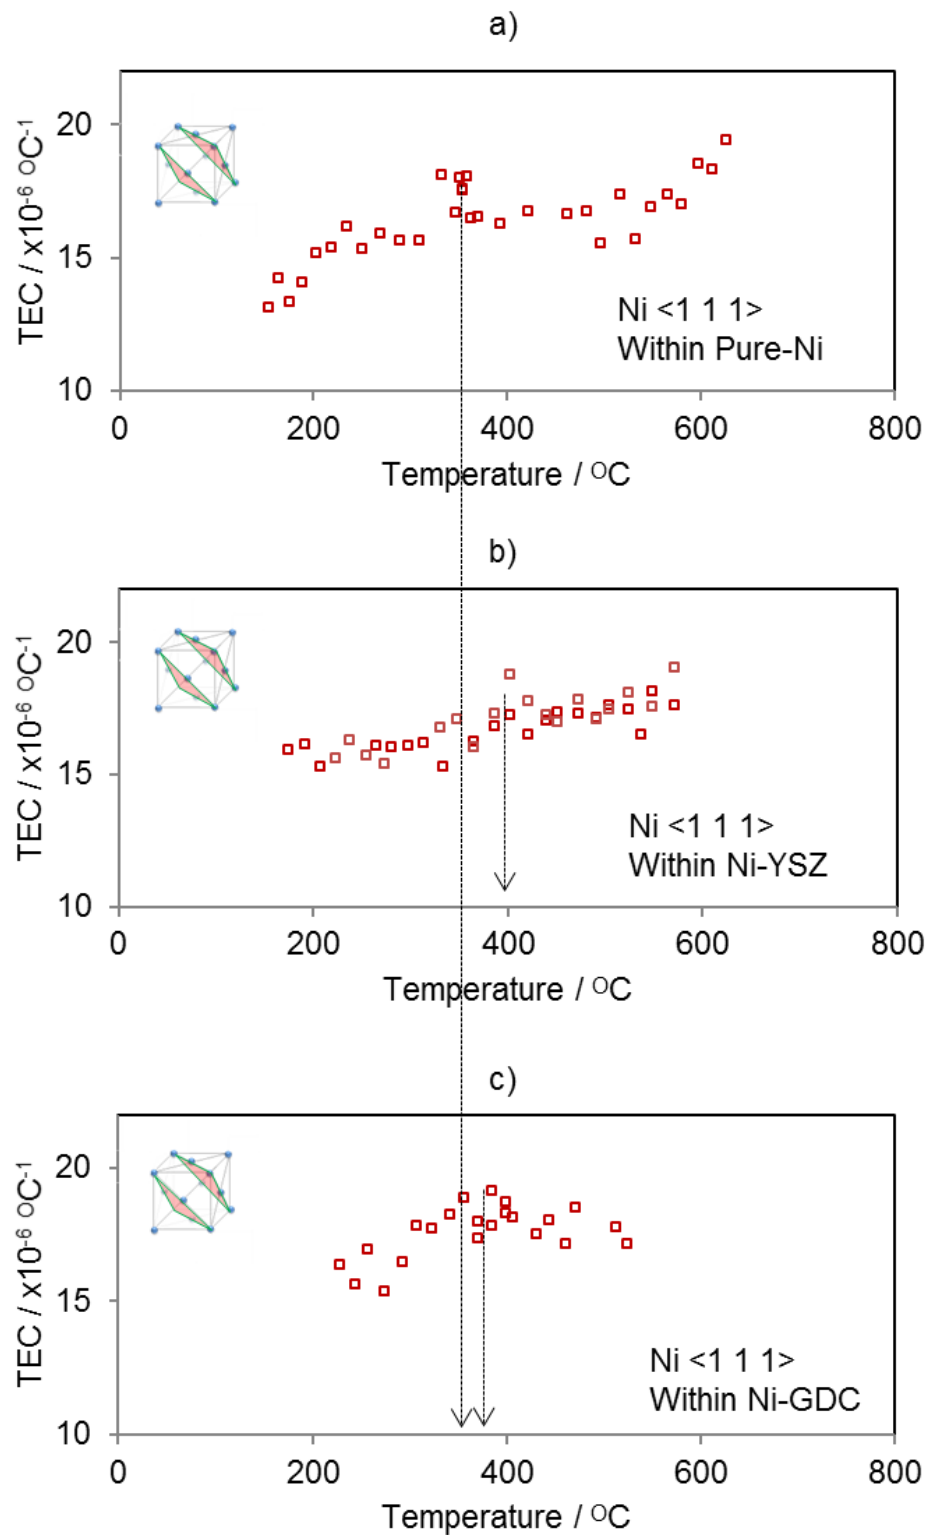 a)
TEC / x10⁻⁶ ᴼC⁻¹
20
15
10
Ni <1 1 1>
Within Pure-Ni
0 200 400 600 800
Temperature / ᴼC
b)
TEC / x10⁻⁶ ᴼC⁻¹
20
15
10
Ni <1 1 1>
Within Ni-YSZ
0 200 400 600 800
Temperature / ᴼC
c)
TEC / x10⁻⁶ ᴼC⁻¹
20
15
10
Ni <1 1 1>
Within Ni-GDC
0 200 400 600 800
Temperature / ᴼC